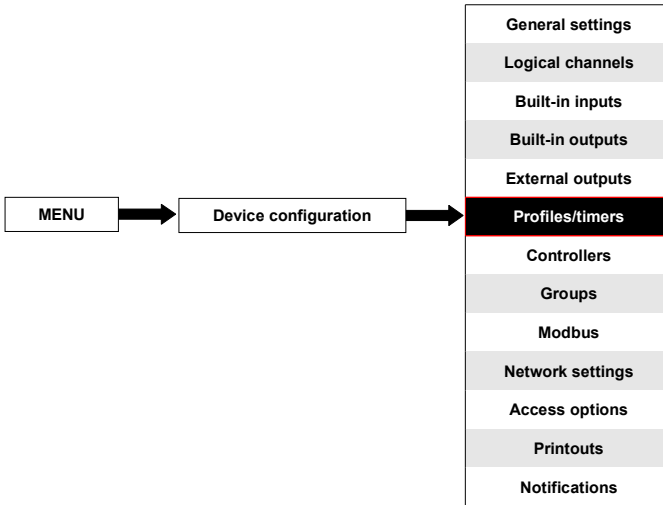 General settings
Logical channels
Built-in inputs
Built-in outputs
External outputs
MENU
Device configuration
Profiles/timers
Controllers
Groups
Modbus
Network settings
Access options
Printouts
Notifications